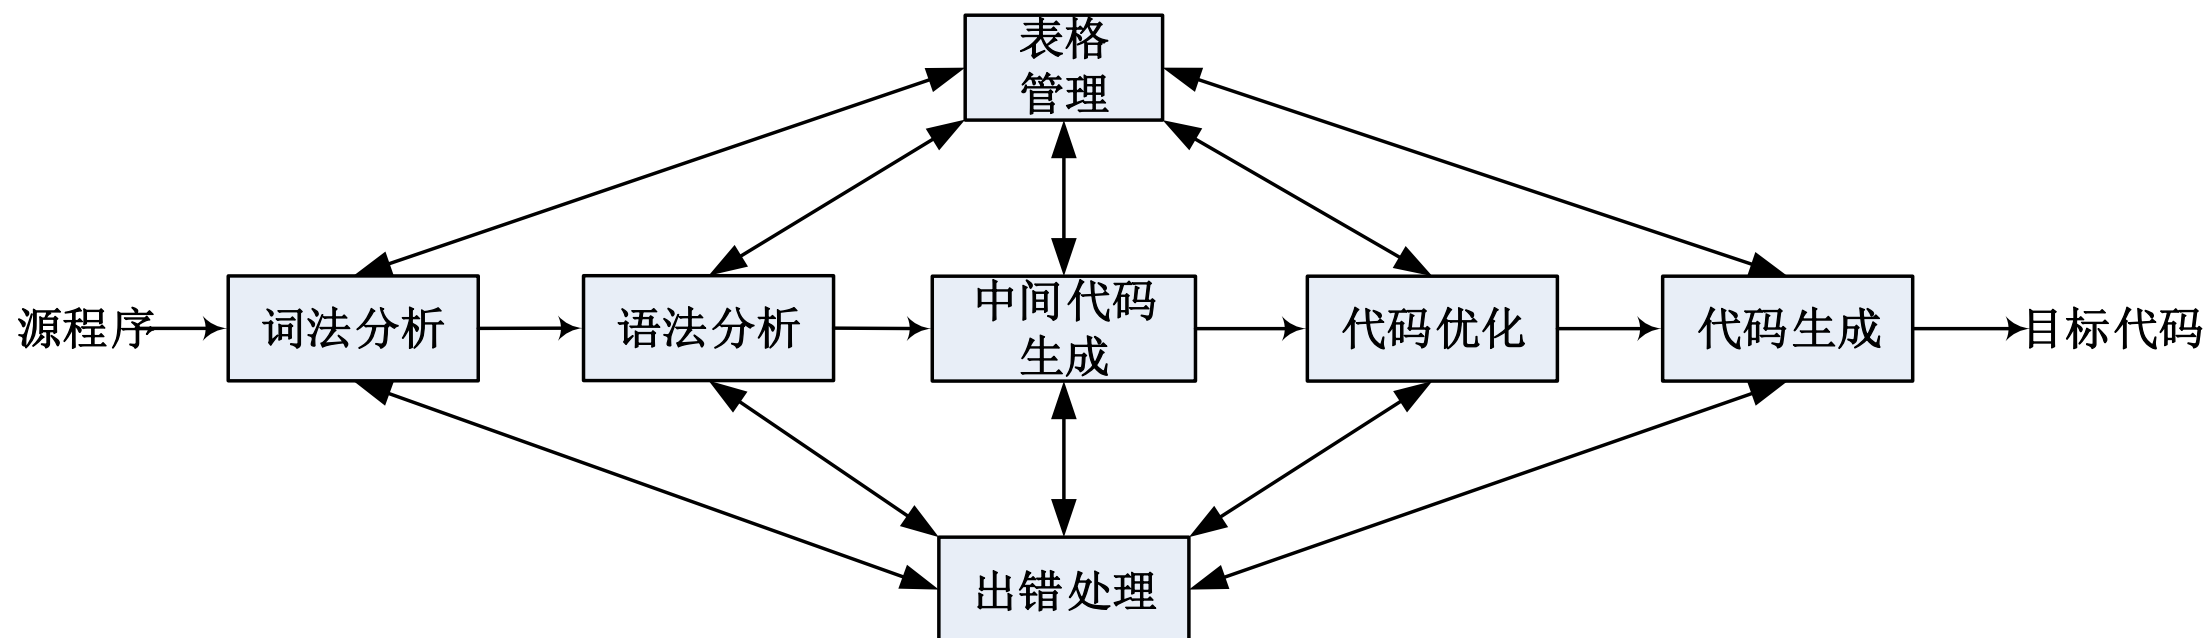 表格
管理
源程序
词法分析
语法分析
中间代码
生成
代码优化
代码生成
目标代码
出错处理